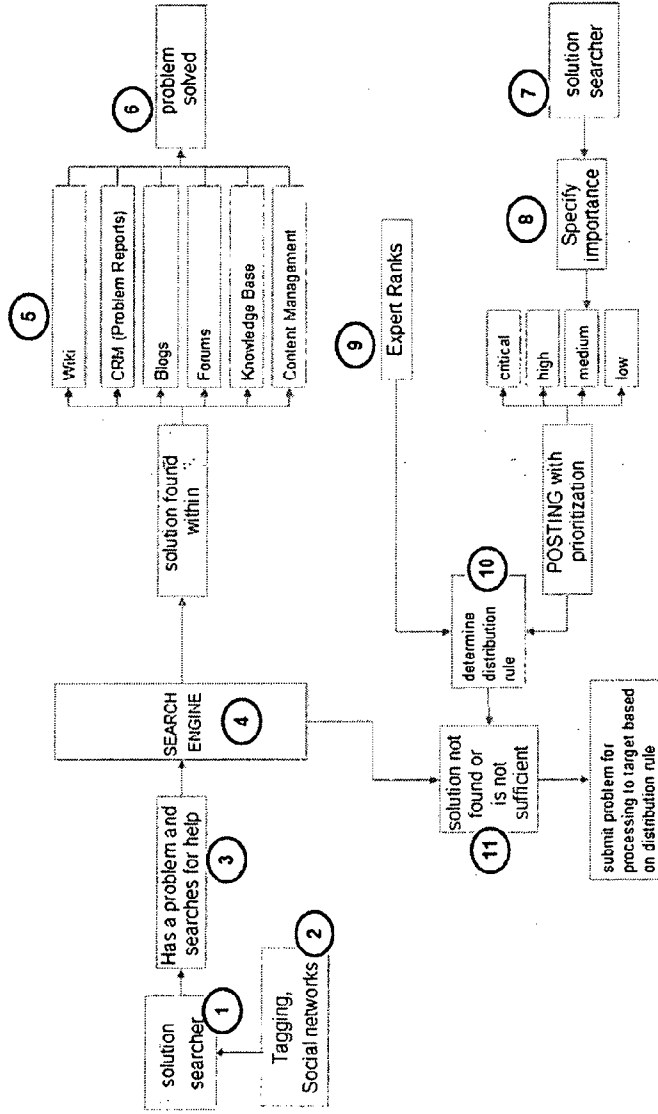 solution
searcher
1
Tagging,
Social networks
2
Has a problem and
searches for help
3
SEARCH
ENGINE
4
solution found
within
5
Wiki
CRM (Problem Reports)
Blogs
Forums
Knowledge Base
Content Management
6
problem
solved
7
solution
searcher
8
Specify
importance
critical
high
medium
low
POSTING with
prioritization
9
Expert Ranks
10
determine
distribution
rule
solution not
found or
is not
sufficient
11
submit problem for
processing to target based
on distribution rule